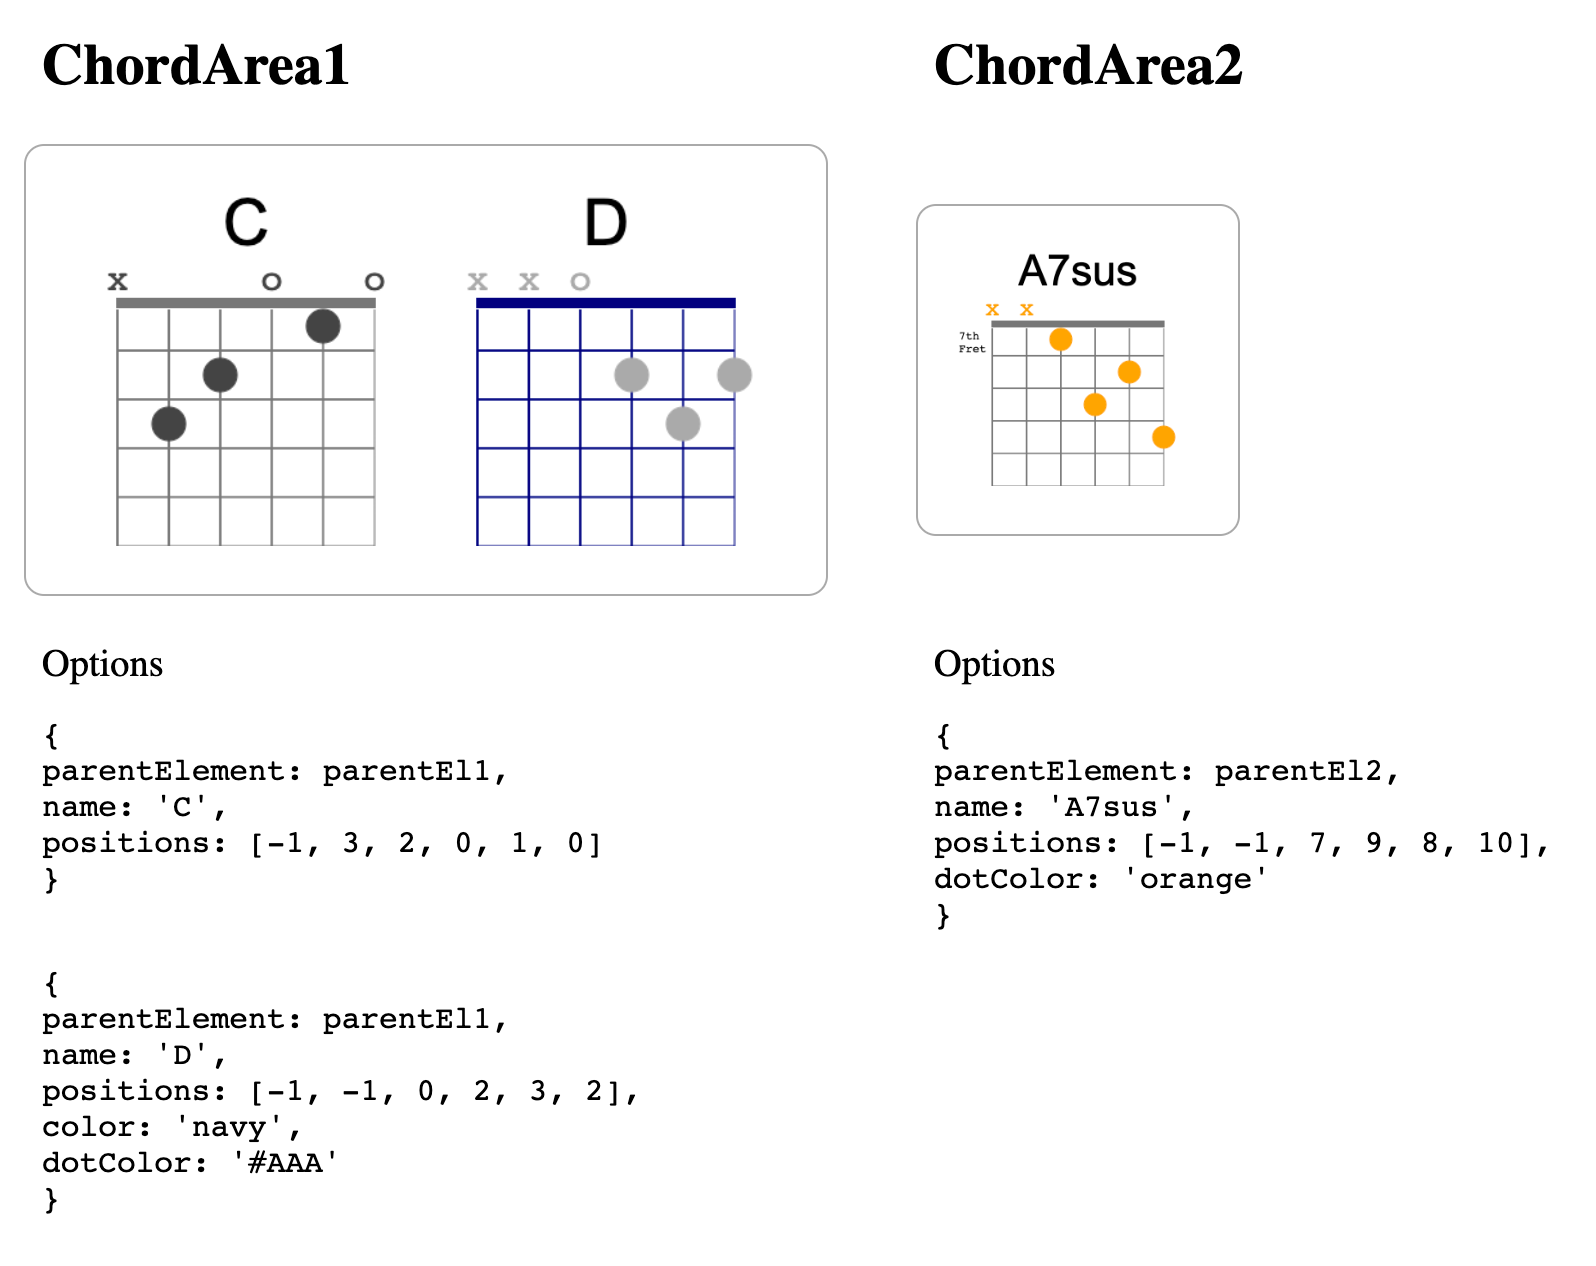 ChordArea1
C
D
x o o
x x o
Options
{
parentElement: parentEl1,
name: 'C',
positions: [-1, 3, 2, 0, 1, 0]
}
{
parentElement: parentEl1,
name: 'D',
positions: [-1, -1, 0, 2, 3, 2],
color: 'navy',
dotColor: '#AAA'
}
ChordArea2
A7sus
x x
7th
Fret
Options
{
parentElement: parentEl2,
name: 'A7sus',
positions: [-1, -1, 7, 9, 8, 10],
dotColor: 'orange'
}